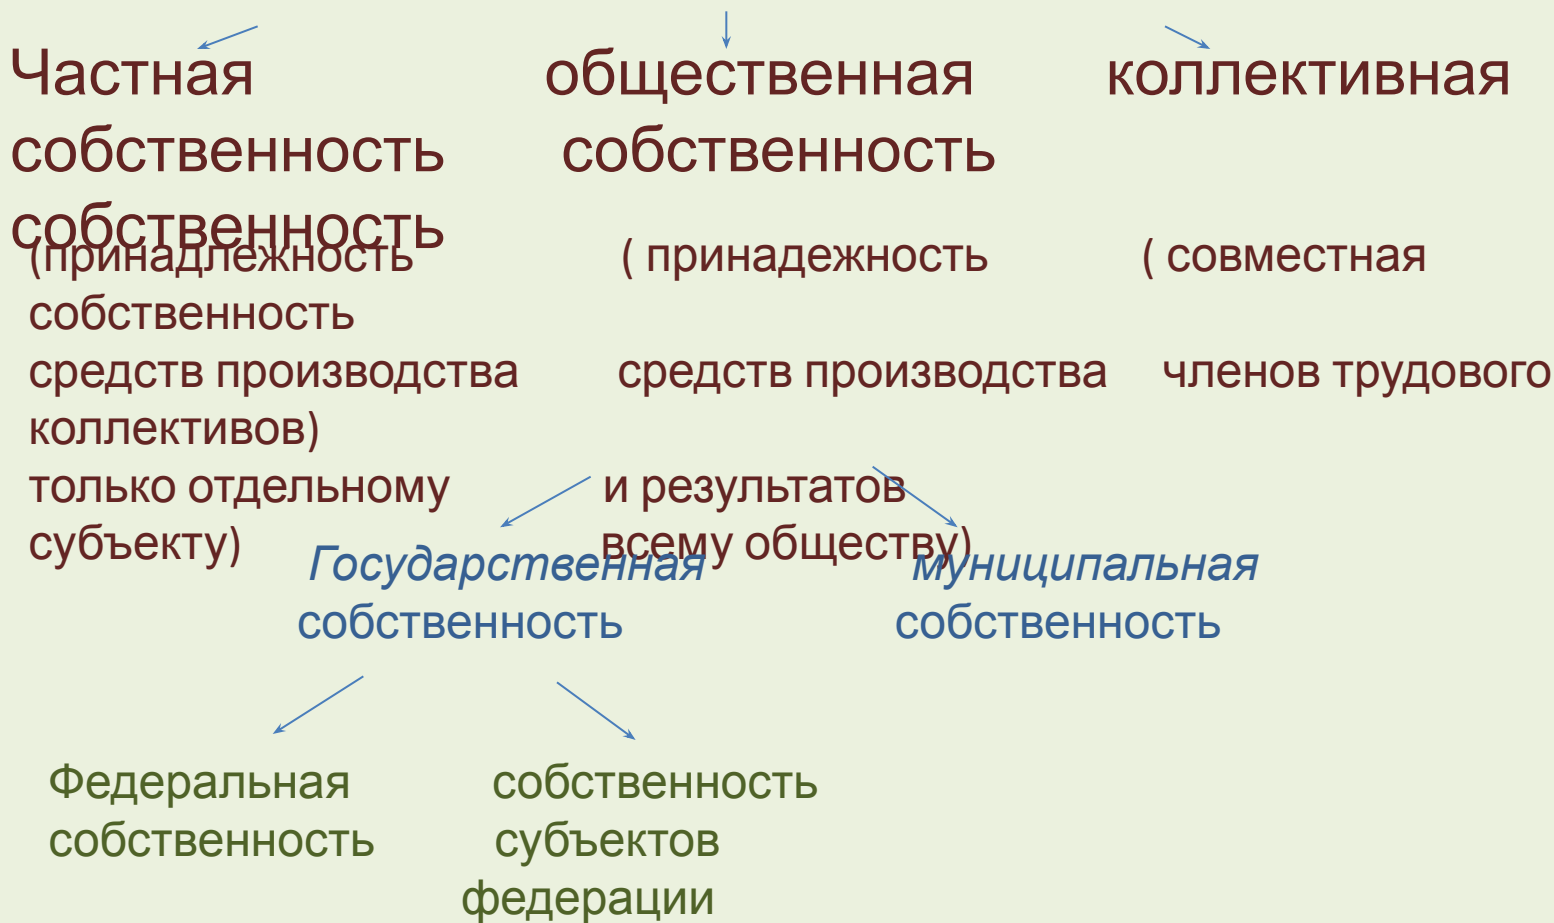 Частная общественная коллективная
собственность собственность
собственность
(принадлежность ( принадежность ( совместная
собственность
средств производства средств производства членов трудового
коллективов)
только отдельному и результатов
субъекту) всему обществу)
Государственная муниципальная
собственность собственность
Федеральная собственность
собственность субъектов
федерации